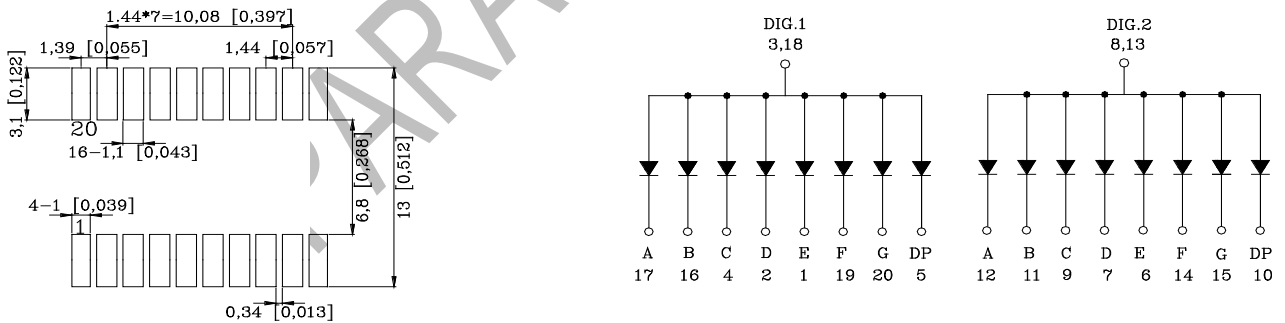 1.44*7=10,08 [0,397]
1,39 [0,055]
1,44 [0,057]
3,1 [0,122]
20
16-1,1 [0,043]
6,8 [0,268]
13 [0,512]
4-1 [0,039]
1
0,34 [0,013]
PARA
DIG.1
3,18
A B C D E F G DP
17 16 4 2 1 19 20 5
DIG.2
8,13
A B C D E F G DP
12 11 9 7 6 14 15 10